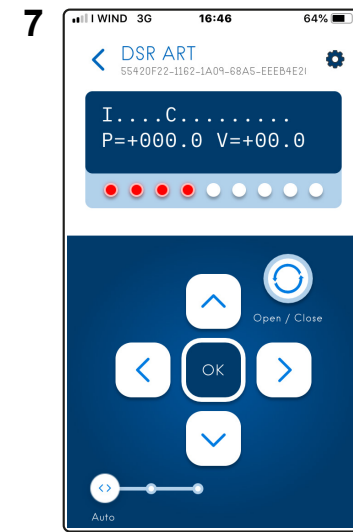 7
I WIND 3G 16:46 64%
DSR ART
55420F22-1162-1A09-68A5-EEEB4E2
I....C.........
P=+000.0 V=+00.0
Open / Close
OK
Auto